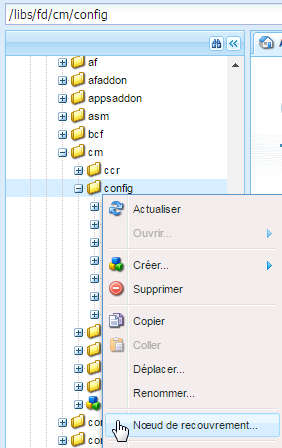 /libs/fd/cm/config
af
afaddon
appsaddon
asm
bcf
cm
ccr
config
Actualiser
Ouvrir...
Créer...
Supprimer
Copier
Coller
Déplacer...
Renommer...
Nœud de recouvrement...